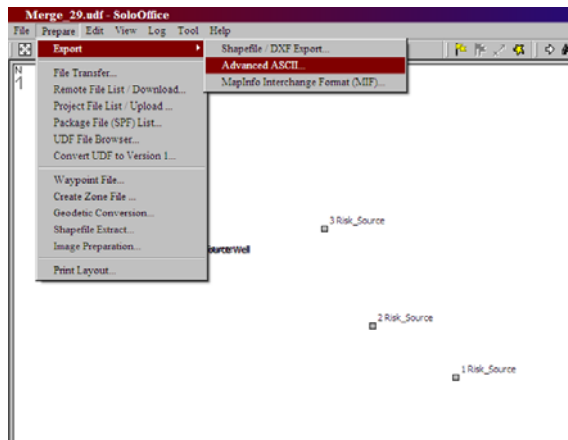 Merge_29.udf - SoloOffice
File Prepare Edit View Log Tool Help
Export
Shapefile / DXF Export...
Advanced ASCII...
MapInfo Interchange Format (MIF)...
N
File Transfer...
Remote File List / Download...
Project File List / Upload ...
Package File (SPF) List...
UDF File Browser...
Convert UDF to Version 1...
Waypoint File...
Create Zone File ...
Geodetic Conversion...
Shapefile Extract...
Image Preparation...
Print Layout...
3 Risk_Source
Well
2 Risk_Source
1 Risk_Source